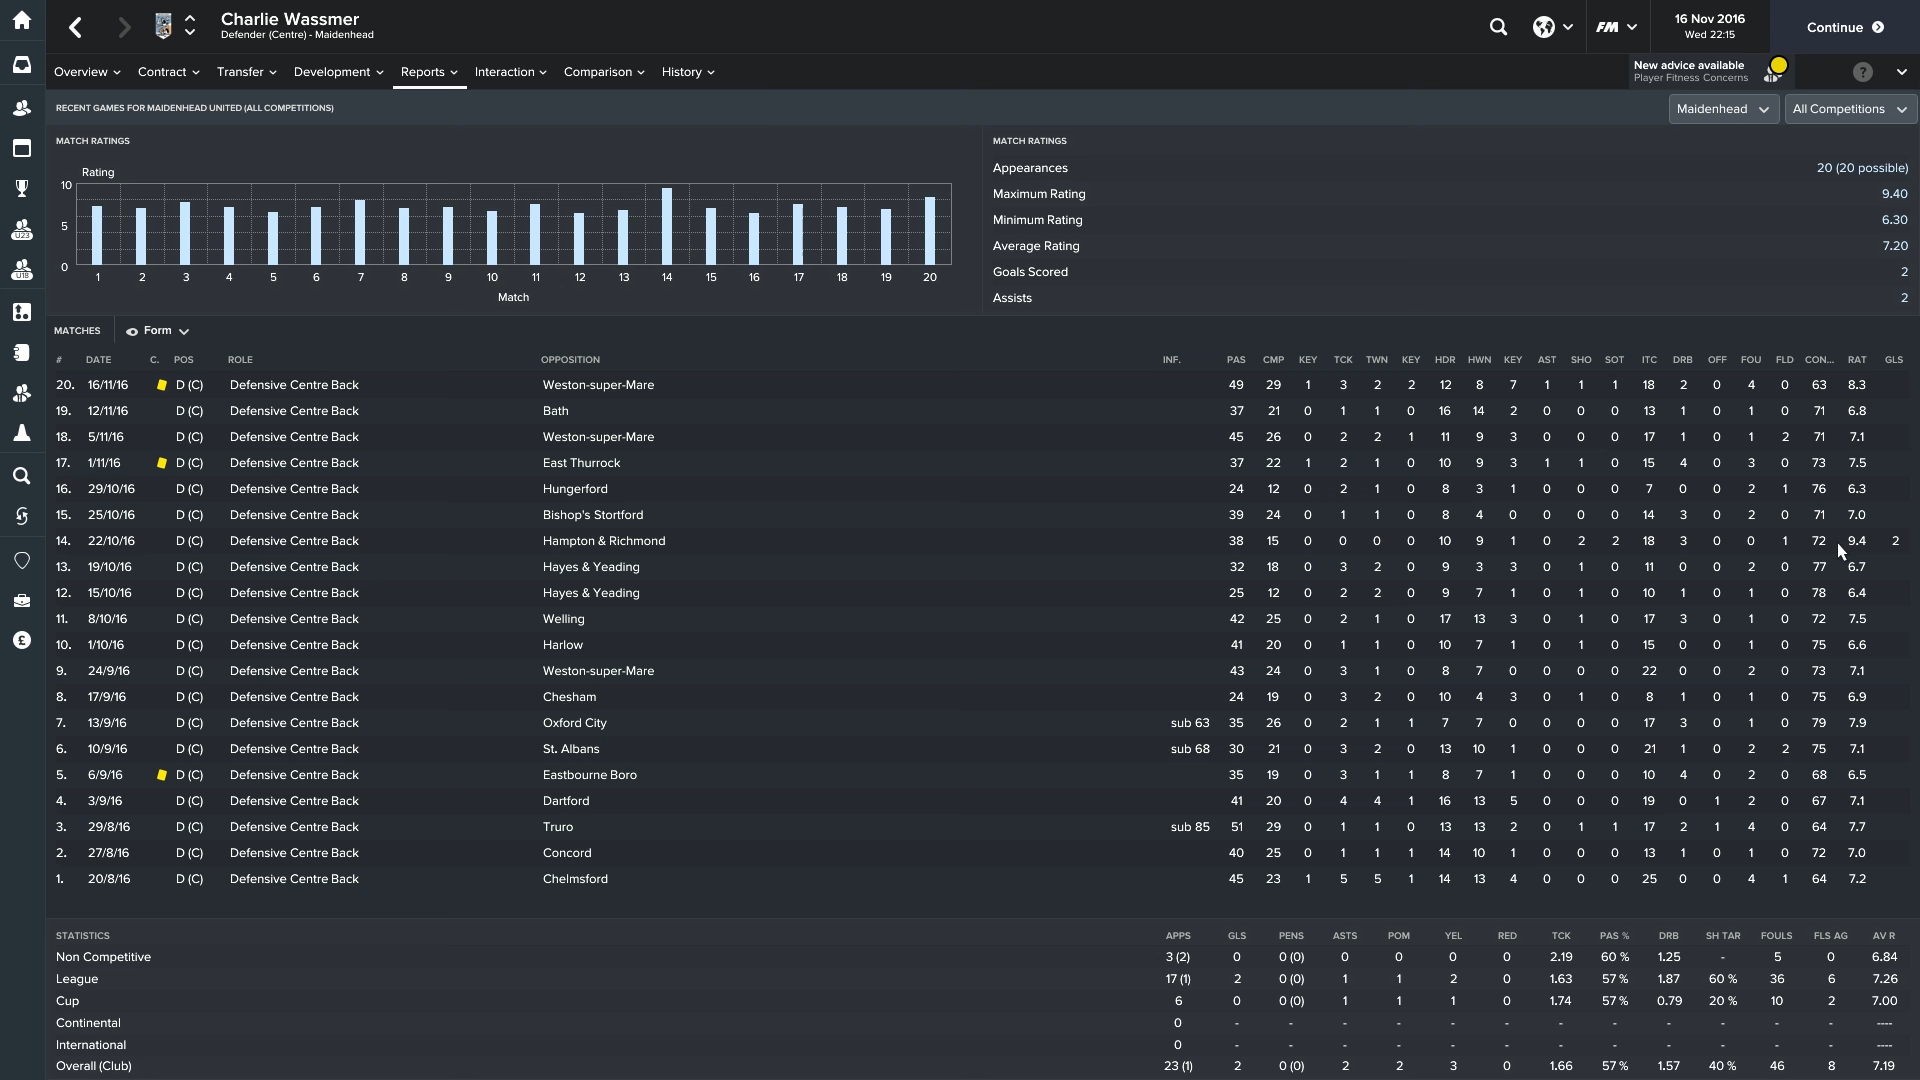 Charlie Wassmer
Defender (Centre) - Maidenhead
FM
16 Nov 2016
Wed 22:15
Continue
Overview Contract Transfer Development Reports Interaction Comparison History
New advice available
Player Fitness Concerns
?
RECENT GAMES FOR MAIDENHEAD UNITED (ALL COMPETITIONS)
Maidenhead All Competitions
MATCH RATINGS
Rating
10
5
0
1 2 3 4 5 6 7 8 9 10 11 12 13 14 15 16 17 18 19 20
Match
MATCH RATINGS
Appearances 20 (20 possible)
Maximum Rating 9.40
Minimum Rating 6.30
Average Rating 7.20
Goals Scored 2
Assists 2
U23
U18
£
MATCHES Form
# DATE C. POS ROLE OPPOSITION INF. PAS CMP KEY TCK TWN KEY HDR HWN KEY AST SHO SOT ITC DRB OFF FOU FLD CON... RAT GLS
20. 16/11/16 D (C) Defensive Centre Back Weston-super-Mare 49 29 1 3 2 2 12 8 7 1 1 1 18 2 0 4 0 63 8.3
19. 12/11/16 D (C) Defensive Centre Back Bath 37 21 0 1 1 0 16 14 2 0 0 0 13 1 0 1 0 71 6.8
18. 5/11/16 D (C) Defensive Centre Back Weston-super-Mare 45 26 0 2 2 1 11 9 3 0 0 0 17 1 0 1 2 71 7.1
17. 1/11/16 D (C) Defensive Centre Back East Thurrock 37 22 1 2 1 0 10 9 3 1 1 0 15 4 0 3 0 73 7.5
16. 29/10/16 D (C) Defensive Centre Back Hungerford 24 12 0 2 1 0 8 3 1 0 0 0 7 0 0 2 1 76 6.3
15. 25/10/16 D (C) Defensive Centre Back Bishop's Stortford 39 24 0 1 1 0 8 4 0 0 0 0 14 3 0 2 0 71 7.0
14. 22/10/16 D (C) Defensive Centre Back Hampton & Richmond 38 15 0 0 0 0 10 9 1 0 2 2 18 3 0 0 1 72 9.4 2
13. 19/10/16 D (C) Defensive Centre Back Hayes & Yeading 32 18 0 3 2 0 9 3 3 0 1 0 11 0 0 2 0 77 6.7
12. 15/10/16 D (C) Defensive Centre Back Hayes & Yeading 25 12 0 2 2 0 9 7 1 0 1 0 10 1 0 1 0 78 6.4
11. 8/10/16 D (C) Defensive Centre Back Welling 42 25 0 2 1 0 17 13 3 0 1 0 17 3 0 1 0 72 7.5
10. 1/10/16 D (C) Defensive Centre Back Harlow 41 20 0 1 1 0 10 7 1 0 1 0 15 0 0 1 0 75 6.6
9. 24/9/16 D (C) Defensive Centre Back Weston-super-Mare 43 24 0 3 1 0 8 7 0 0 0 0 22 0 0 2 0 73 7.1
8. 17/9/16 D (C) Defensive Centre Back Chesham 24 19 0 3 2 0 10 4 3 0 1 0 8 1 0 1 0 75 6.9
7. 13/9/16 D (C) Defensive Centre Back Oxford City sub 63 35 26 0 2 1 1 7 7 0 0 0 0 17 3 0 1 0 79 7.9
6. 10/9/16 D (C) Defensive Centre Back St. Albans sub 68 30 21 0 3 2 0 13 10 1 0 0 0 21 1 0 2 2 75 7.1
5. 6/9/16 D (C) Defensive Centre Back Eastbourne Boro 35 19 0 3 1 1 8 7 1 0 0 0 10 4 0 2 0 68 6.5
4. 3/9/16 D (C) Defensive Centre Back Dartford 41 20 0 4 4 1 16 13 5 0 0 0 19 0 1 2 0 67 7.1
3. 29/8/16 D (C) Defensive Centre Back Truro sub 85 51 29 0 1 1 0 13 13 2 0 1 1 17 2 1 4 0 64 7.7
2. 27/8/16 D (C) Defensive Centre Back Concord 40 25 0 1 1 1 14 10 1 0 0 0 13 1 0 1 0 72 7.0
1. 20/8/16 D (C) Defensive Centre Back Chelmsford 45 23 1 5 5 1 14 13 4 0 0 0 25 0 0 4 1 64 7.2
STATISTICS APPS GLS PENS ASTS POM YEL RED TCK PAS % DRB SH TAR FOULS FLS AG AV R
Non Competitive 3 (2) 0 0 (0) 0 0 0 0 2.19 60 % 1.25 - 5 0 6.84
League 17 (1) 2 0 (0) 1 1 2 0 1.63 57 % 1.87 60 % 36 6 7.26
Cup 6 0 0 (0) 1 1 1 0 1.74 57 % 0.79 20 % 10 2 7.00
Continental 0 - - - - - - - - - - - - ----
International 0 - - - - - - - - - - - - ----
Overall (Club) 23 (1) 2 0 (0) 2 2 3 0 1.66 57 % 1.57 40 % 46 8 7.19